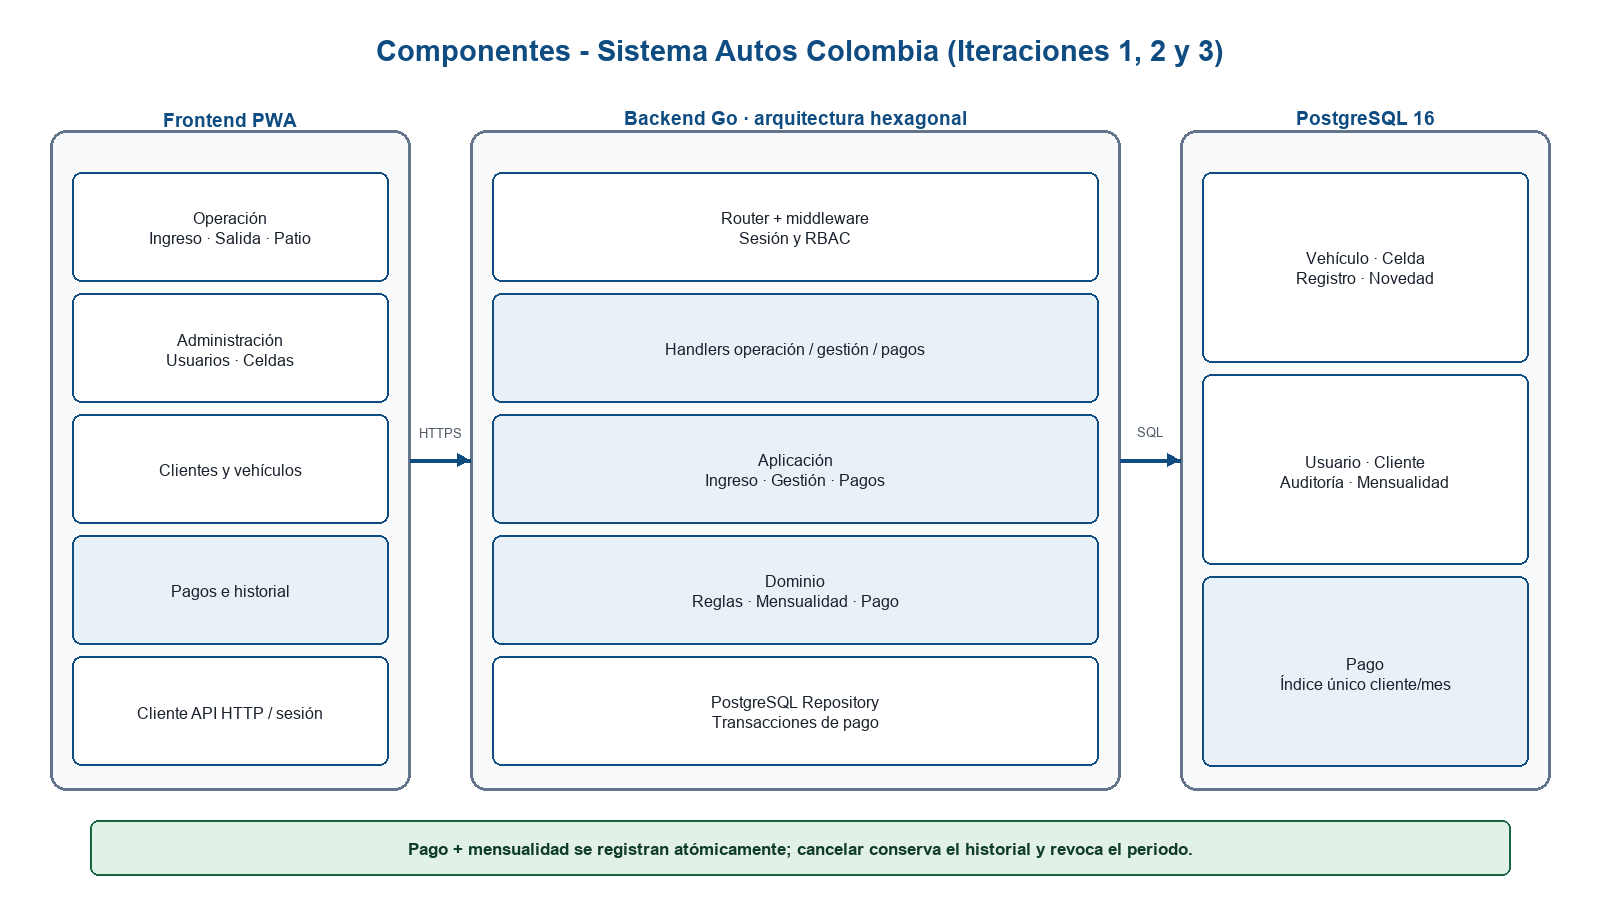 Componentes - Sistema Autos Colombia (Iteraciones 1, 2 y 3)
Frontend PWA
Operación
Ingreso · Salida · Patio
Administración
Usuarios · Celdas
Clientes y vehículos
Pagos e historial
Cliente API HTTP / sesión
HTTPS
Backend Go · arquitectura hexagonal
Router + middleware
Sesión y RBAC
Handlers operación / gestión / pagos
Aplicación
Ingreso · Gestión · Pagos
Dominio
Reglas · Mensualidad · Pago
PostgreSQL Repository
Transacciones de pago
SQL
PostgreSQL 16
Vehículo · Celda
Registro · Novedad
Usuario · Cliente
Auditoría · Mensualidad
Pago
Índice único cliente/mes
Pago + mensualidad se registran atómicamente; cancelar conserva el historial y revoca el periodo.